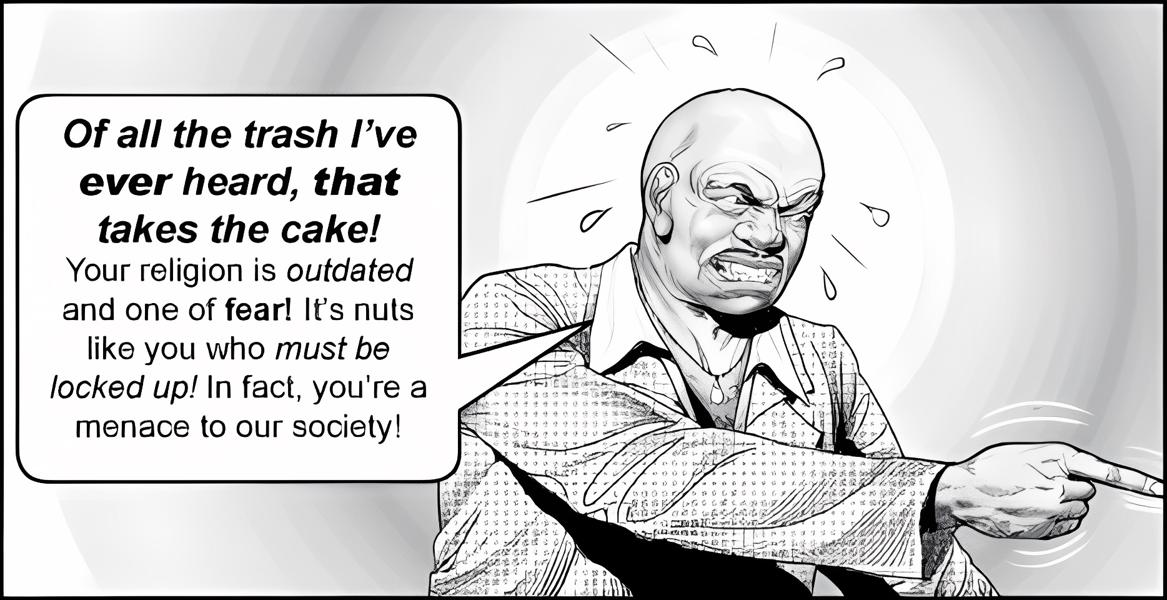 Of all the trash I've
ever heard, that
takes the cake!
Your religion is outdated
and one of fear! It's nuts
like you who must be
locked up! In fact, you're a
menace to our society!